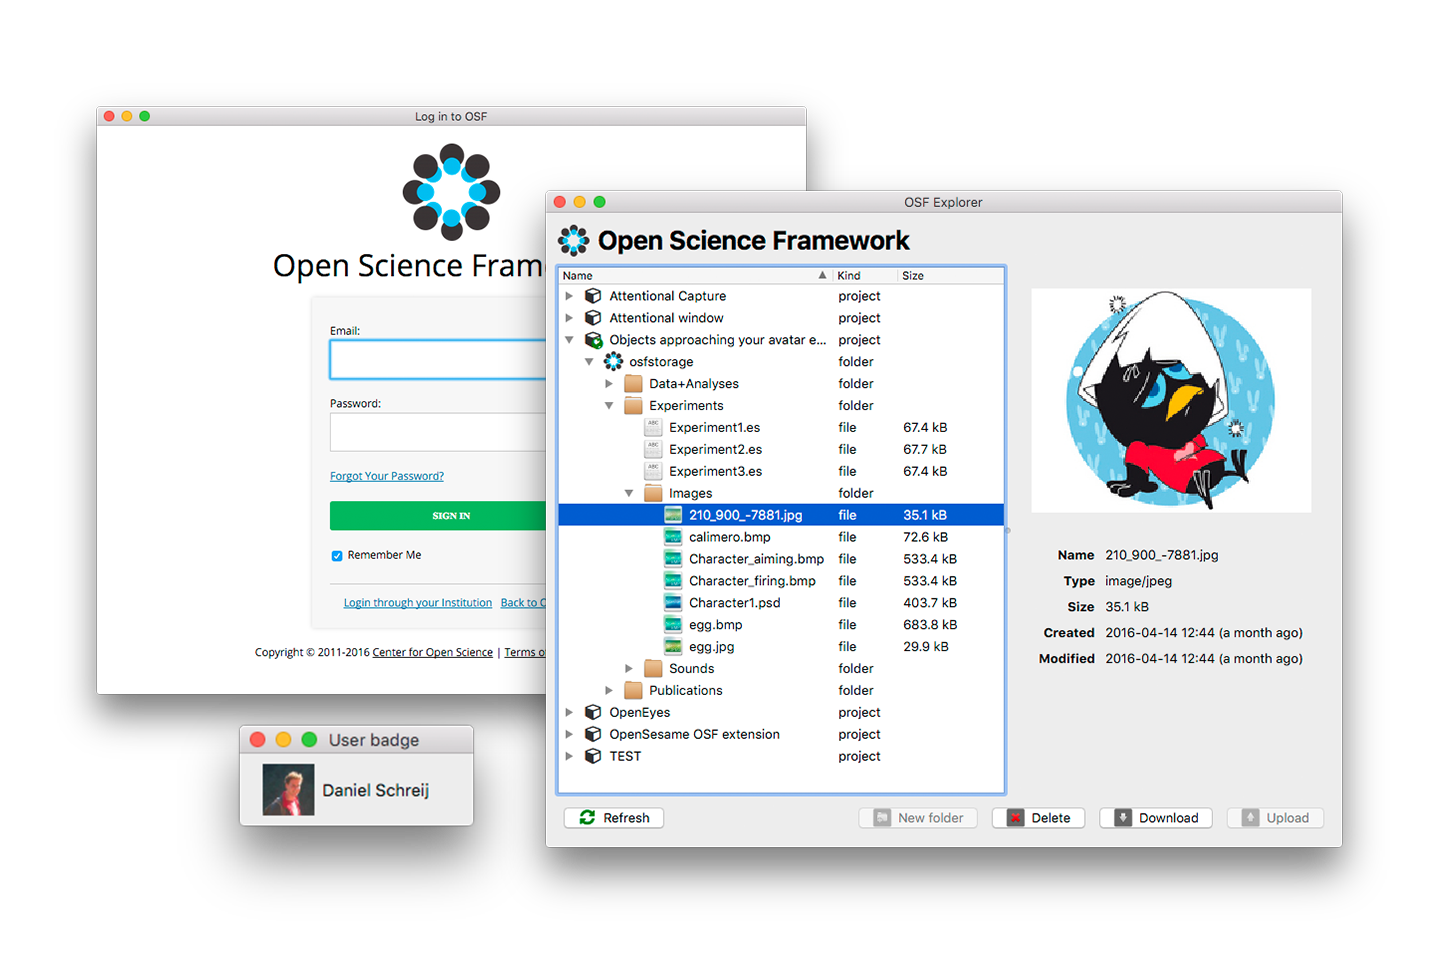 Log in to OSF
Open Science Fram
Email:
Password:
Forgot Your Password?
SIGN IN
Remember Me
Login through your Institution Back to O
Copyright © 2011-2016 Center for Open Science | Terms o
User badge
Daniel Schreij
OSF Explorer
Open Science Framework
Name Kind Size
Attentional Capture project
Attentional window project
Objects approaching your avatar e... project
osfstorage folder
Data+Analyses folder
Experiments folder
Experiment1.es file 67.4 kB
Experiment2.es file 67.7 kB
Experiment3.es file 67.4 kB
Images folder
210_900_-7881.jpg file 35.1 kB
calimero.bmp file 72.6 kB
Character_aiming.bmp file 533.4 kB
Character_firing.bmp file 533.4 kB
Character1.psd file 403.7 kB
egg.bmp file 683.8 kB
egg.jpg file 29.9 kB
Sounds folder
Publications folder
OpenEyes project
OpenSesame OSF extension project
TEST project
Name 210_900_-7881.jpg
Type image/jpeg
Size 35.1 kB
Created 2016-04-14 12:44 (a month ago)
Modified 2016-04-14 12:44 (a month ago)
Refresh New folder Delete Download Upload